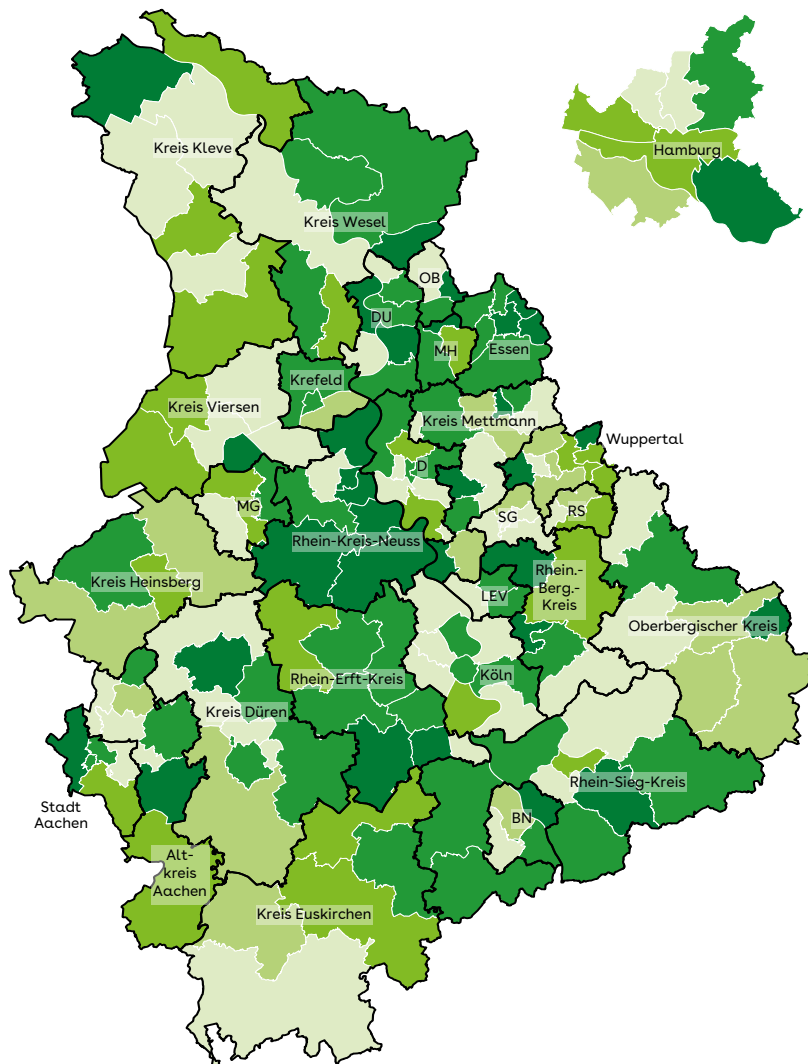 Hamburg
Kreis Kleve
Kreis Wesel
OB
DU
MH
Essen
Krefeld
Kreis Viersen
Kreis Mettmann
Wuppertal
D
MG
SG
RS
Rhein-Kreis-Neuss
Rhein.-
Berg.-
Kreis
Kreis Heinsberg
LEV
Oberbergischer Kreis
Rhein-Erft-Kreis
Köln
Kreis Düren
Rhein-Sieg-Kreis
Stadt
Aachen
BN
Alt-
kreis
Aachen
Kreis Euskirchen